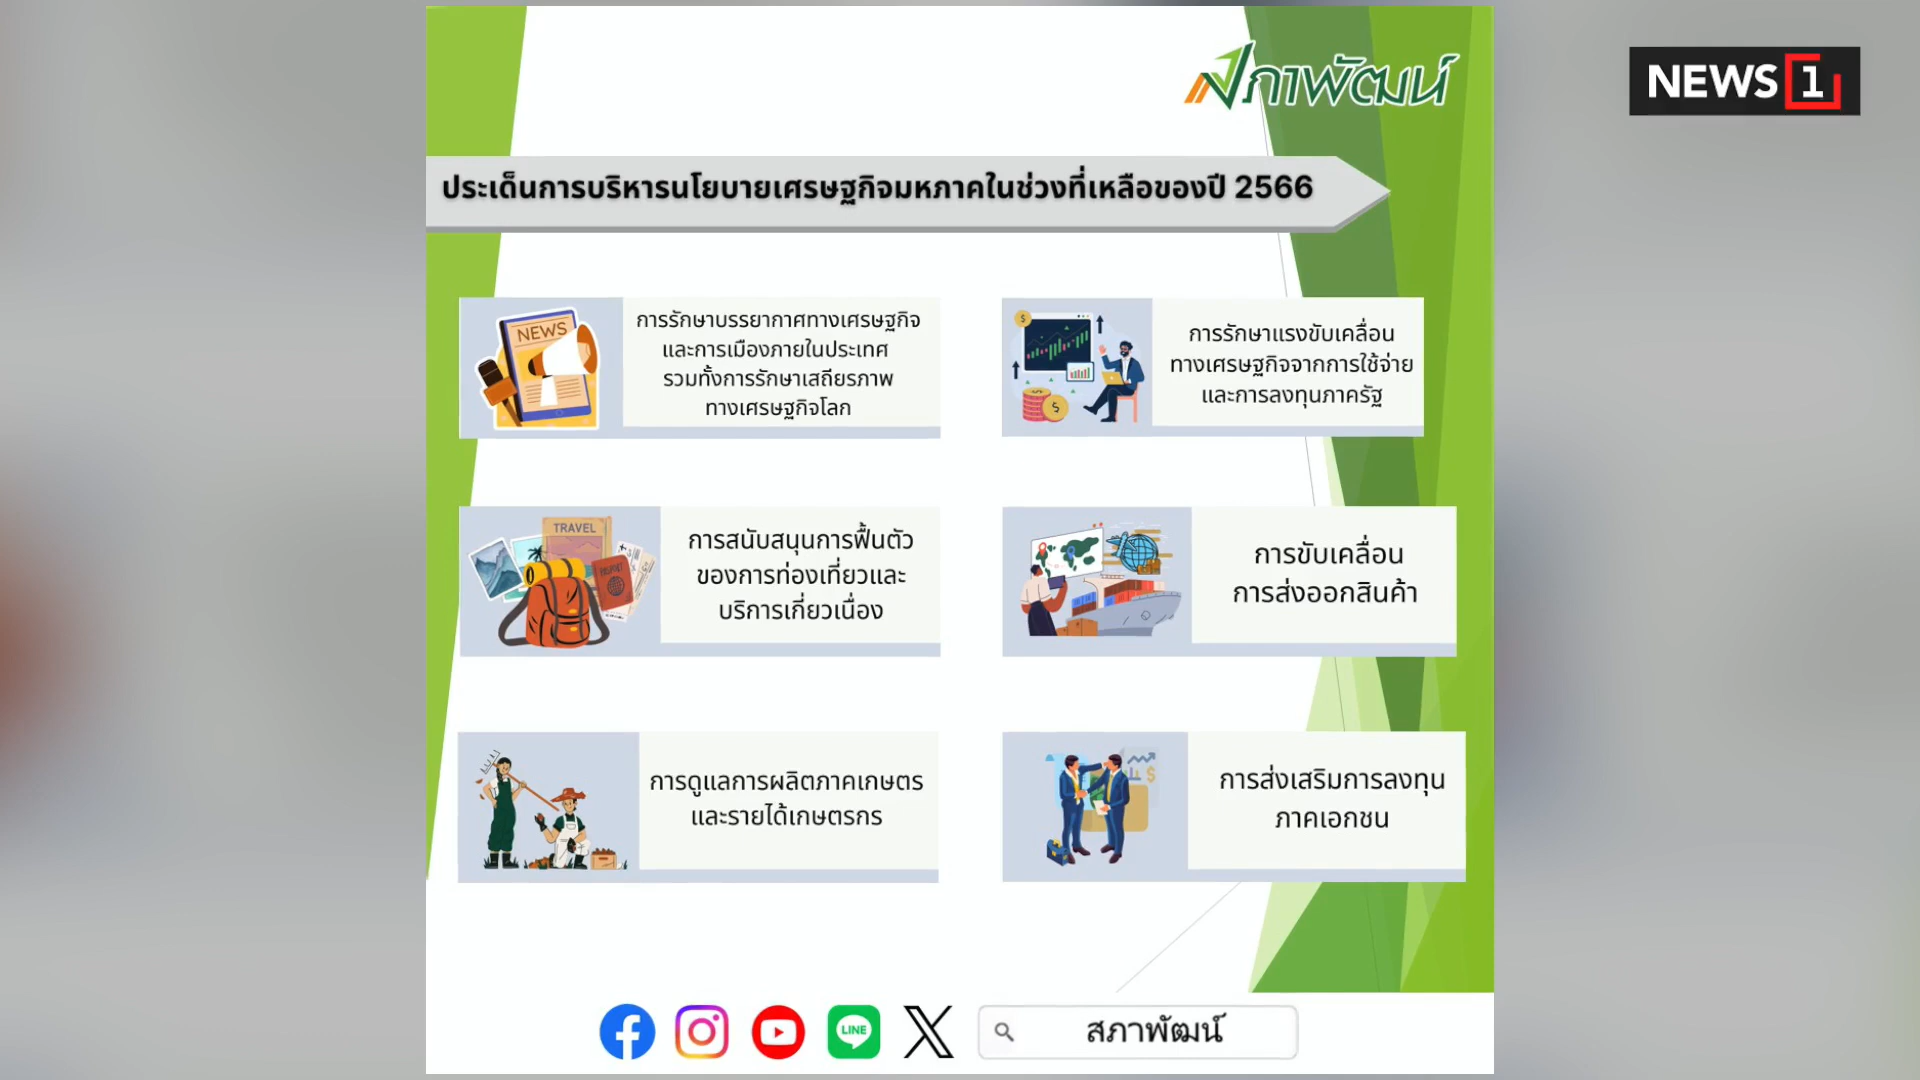 สภาพัฒน์
NEWS 1
ประเด็นการบริหารนโยบายเศรษฐกิจมหภาคในช่วงที่เหลือของปี 2566
NEWS
การรักษาบรรยากาศทางเศรษฐกิจ
และการเมืองภายในประเทศ
รวมทั้งการรักษาเสถียรภาพ
ทางเศรษฐกิจโลก
การรักษาแรงขับเคลื่อน
ทางเศรษฐกิจจากการใช้จ่าย
และการลงทุนภาครัฐ
TRAVEL
PASSPORT
การสนับสนุนการฟื้นตัว
ของการท่องเที่ยวและ
บริการเกี่ยวเนื่อง
การขับเคลื่อน
การส่งออกสินค้า
การดูแลการผลิตภาคเกษตร
และรายได้เกษตรกร
การส่งเสริมการลงทุน
ภาคเอกชน
LINE
สภาพัฒน์